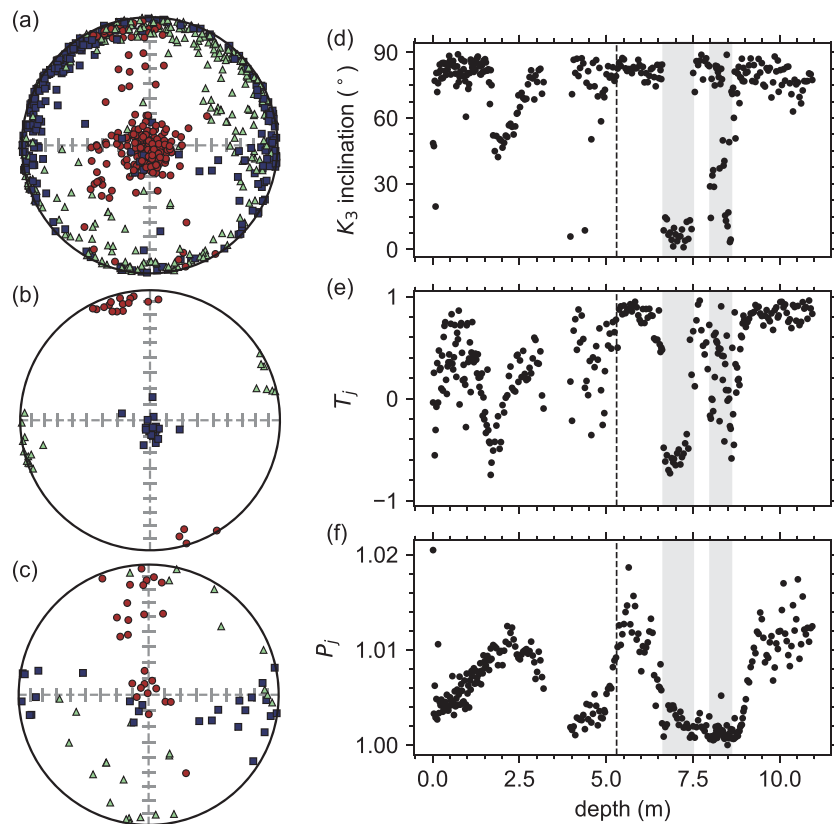 (a)
(b)
(c)
(d)
90
60
30
0
K3 inclination (°)
(e)
1
0
−1
Tj
(f)
1.02
1.01
1.00
Pj
0.0 2.5 5.0 7.5 10.0
depth (m)